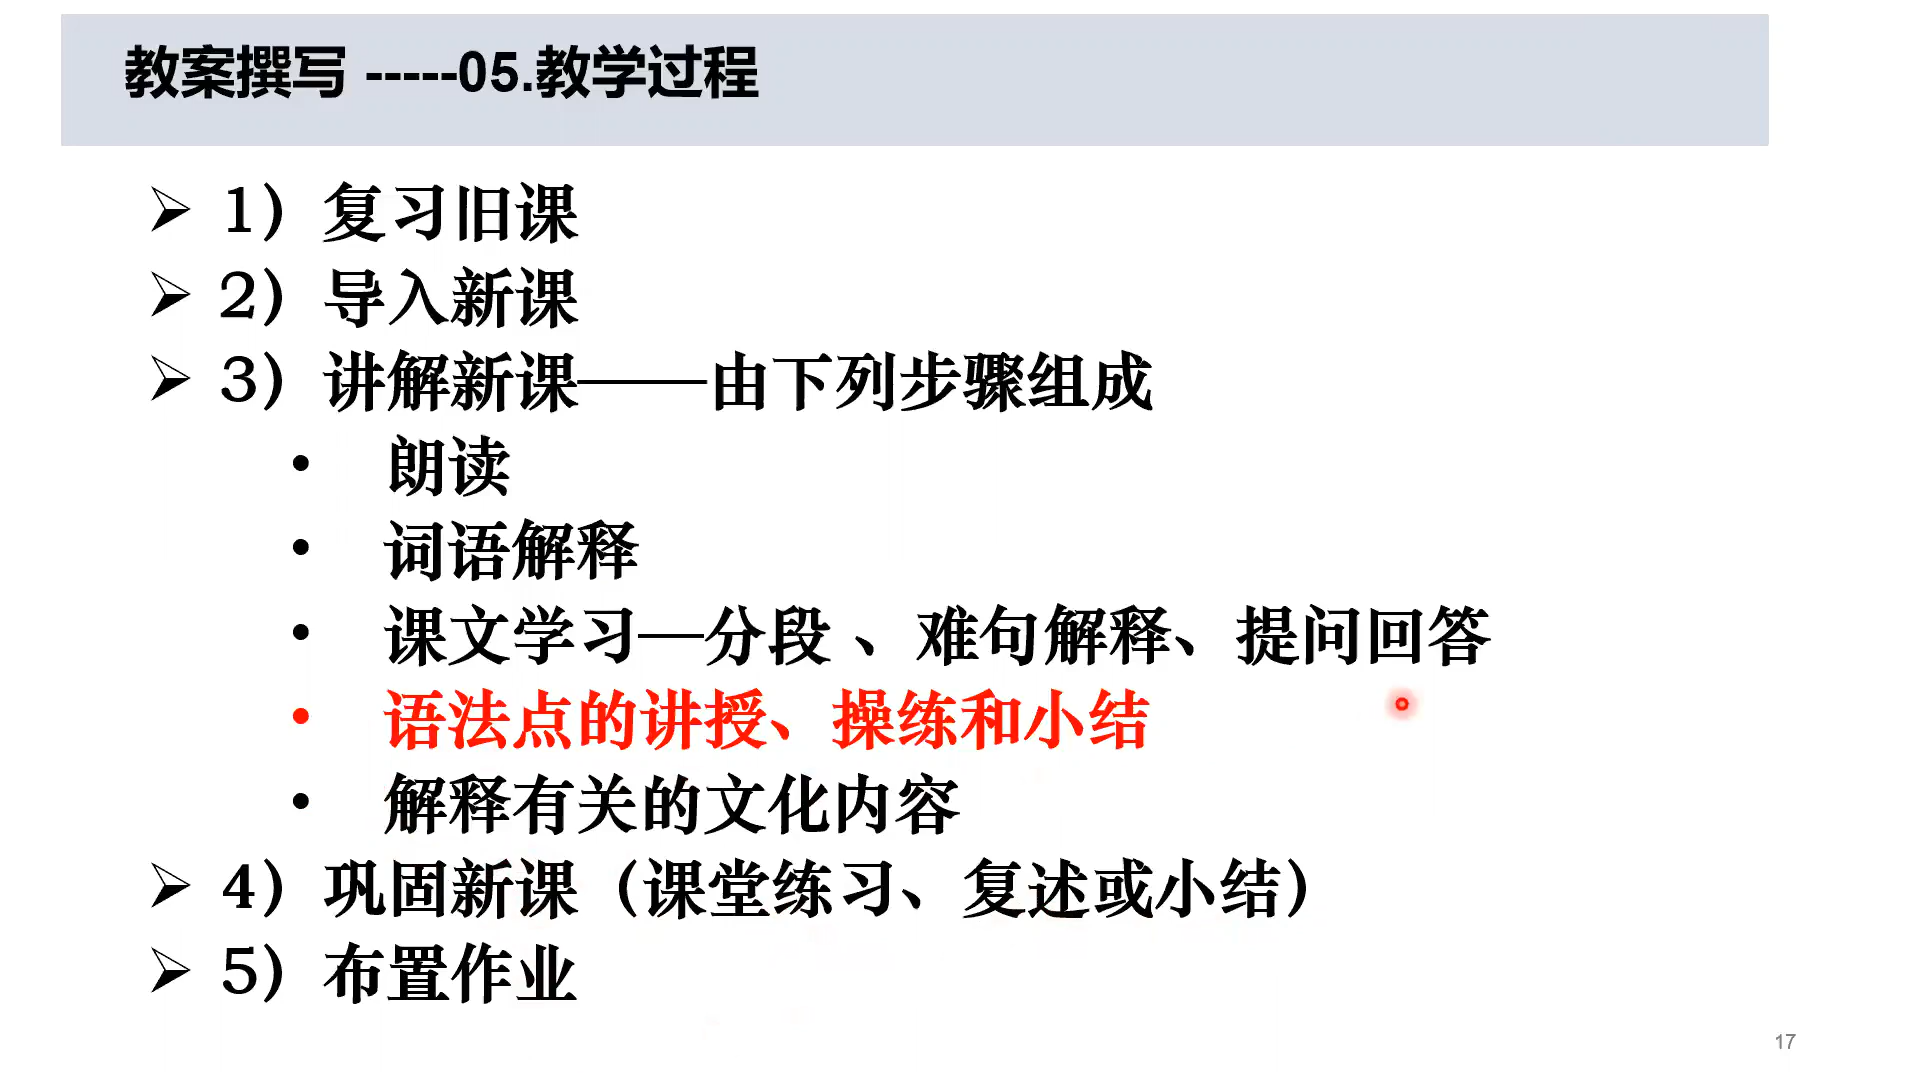 教案撰写 -----05.教学过程
➢ 1）复习旧课
➢ 2）导入新课
➢ 3）讲解新课——由下列步骤组成
• 朗读
• 词语解释
• 课文学习—分段 、难句解释、提问回答
• 语法点的讲授、操练和小结
• 解释有关的文化内容
➢ 4）巩固新课（课堂练习、复述或小结）
➢ 5）布置作业
17